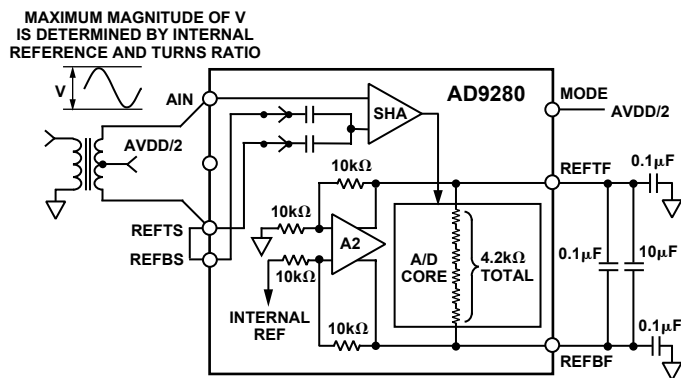 MAXIMUM MAGNITUDE OF V
IS DETERMINED BY INTERNAL
REFERENCE AND TURNS RATIO
V
AIN
SHA
AD9280
MODE
AVDD/2
AVDD/2
10kΩ
REFTF
0.1µF
10kΩ
REFTS
REFBS
A2
10kΩ
A/D
CORE
4.2kΩ
TOTAL
0.1µF
10µF
INTERNAL
REF
10kΩ
0.1µF
REFBF